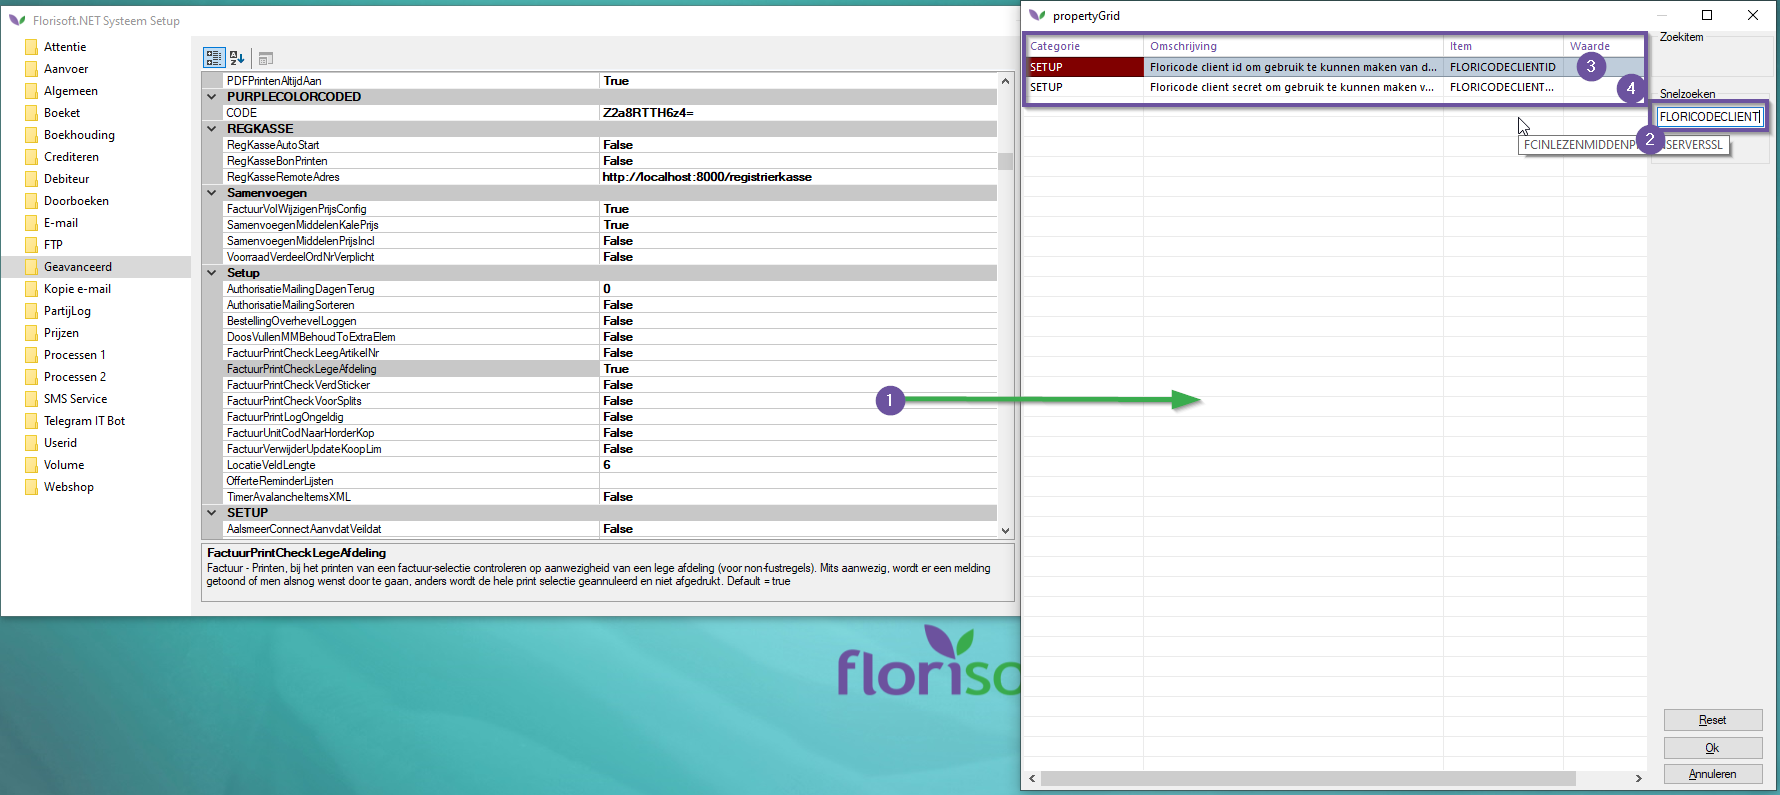 Florisoft.NET Systeem Setup
Attentie
Aanvoer
Algemeen
Boeket
Boekhouding
Crediteren
Debiteur
Doorboeken
E-mail
FTP
Geavanceerd
Kopie e-mail
PartijLog
Prijzen
Processen 1
Processen 2
SMS Service
Telegram IT Bot
Userid
Volume
Webshop
PDFPrintenAltijdAan True
PURPLECOLORCODED
CODE Z2a8RTTH6z4=
REGKASSE
RegKasseAutoStart False
RegKasseBonPrinten False
RegKasseRemoteAdres http://localhost:8000/registrierkasse
Samenvoegen
FactuurVolWijzigenPrijsConfig True
SamenvoegenMiddelenKalePrijs True
SamenvoegenMiddelenPrijsIncl False
VoorraadVerdeelOrdNrVerplicht False
Setup
AuthorisatieMailingDagenTerug 0
AuthorisatieMailingSorteren False
BestellingOverhevelLoggen False
DoosVullenMMBehoudToExtraElem False
FactuurPrintCheckLeegArtikelNr False
FactuurPrintCheckLegeAfdeling True
FactuurPrintCheckVerdSticker False
FactuurPrintCheckVoorSplits False
FactuurPrintLogOngeldig False
FactuurUnitCodNaarHorderKop False
FactuurVerwijderUpdateKoopLim False
LocatieVeldLengte 6
OfferteReminderLijsten
TimerAvalancheItemsXML False
SETUP
AalsmeerConnectAanvdatVeildat False
FactuurPrintCheckLegeAfdeling
Factuur - Printen, bij het printen van een factuur-selectie controleren op aanwezigheid van een lege afdeling (voor non-fustregels). Mits aanwezig, wordt er een melding
getoond of men alsnog wenst door te gaan, anders wordt de hele print selectie geannuleerd en niet afgedrukt. Default = true
1
floriso
propertyGrid
Categorie Omschrijving Item Waarde
SETUP Floricode client id om gebruik te kunnen maken van d... FLORICODECLIENTID 3
SETUP Floricode client secret om gebruik te kunnen maken v... FLORICODECLIENT... 4
Zoekitem
Snelzoeken
FLORICODECLIENT
2
FCINLEZENMIDDENP SERVERSSL
Reset
Ok
Annuleren